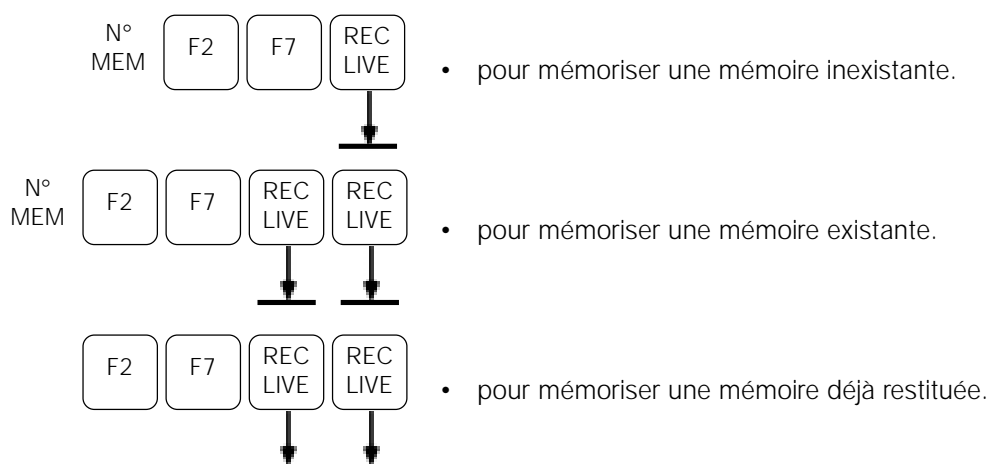 N°
MEM
F2
F7
REC
LIVE
• pour mémoriser une mémoire inexistante.
N°
MEM
F2
F7
REC
LIVE
REC
LIVE
• pour mémoriser une mémoire existante.
F2
F7
REC
LIVE
REC
LIVE
• pour mémoriser une mémoire déjà restituée.